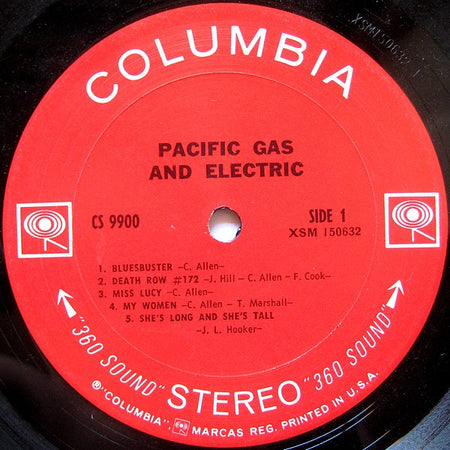 XSM150632 1
COLUMBIA
PACIFIC GAS
AND ELECTRIC
CS 9900
SIDE 1
XSM 150632
1. BLUESBUSTER –C. Allen–
2. DEATH ROW #172 –J. Hill – C. Allen – F. Cook–
3. MISS LUCY –C. Allen–
4. MY WOMEN –C. Allen – T. Marshall–
5. SHE'S LONG AND SHE'S TALL
–J. L. Hooker–
"360 SOUND" STEREO "360 SOUND"
®"COLUMBIA", MARCAS REG. PRINTED IN U.S.A.